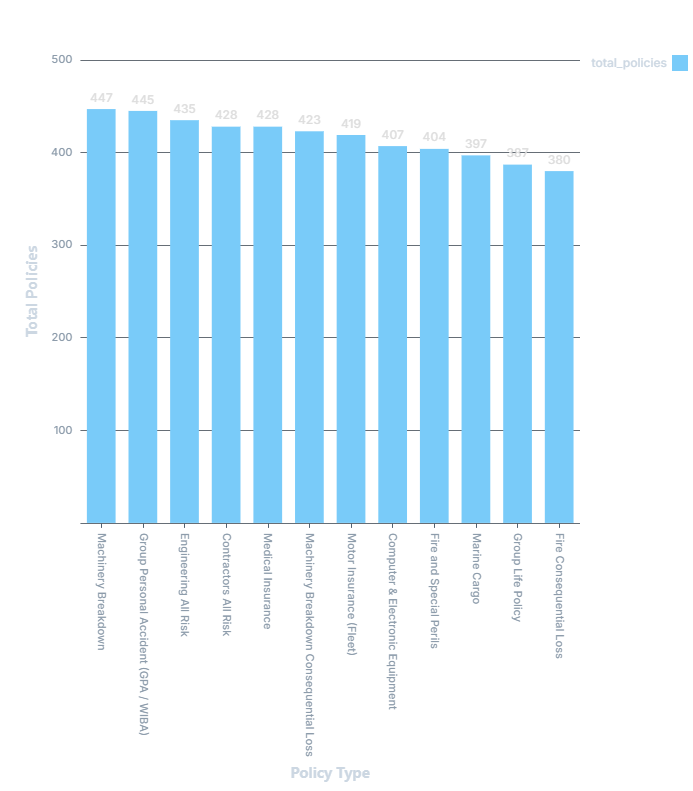 500
total_policies
447
445
435
428
428
423
419
407
404
397
387
380
400
300
200
100
Total Policies
Machinery Breakdown
Group Personal Accident (GPA / WIBA)
Engineering All Risk
Contractors All Risk
Medical Insurance
Machinery Breakdown Consequential Loss
Motor Insurance (Fleet)
Computer & Electronic Equipment
Fire and Special Perils
Marine Cargo
Group Life Policy
Fire Consequential Loss
Policy Type